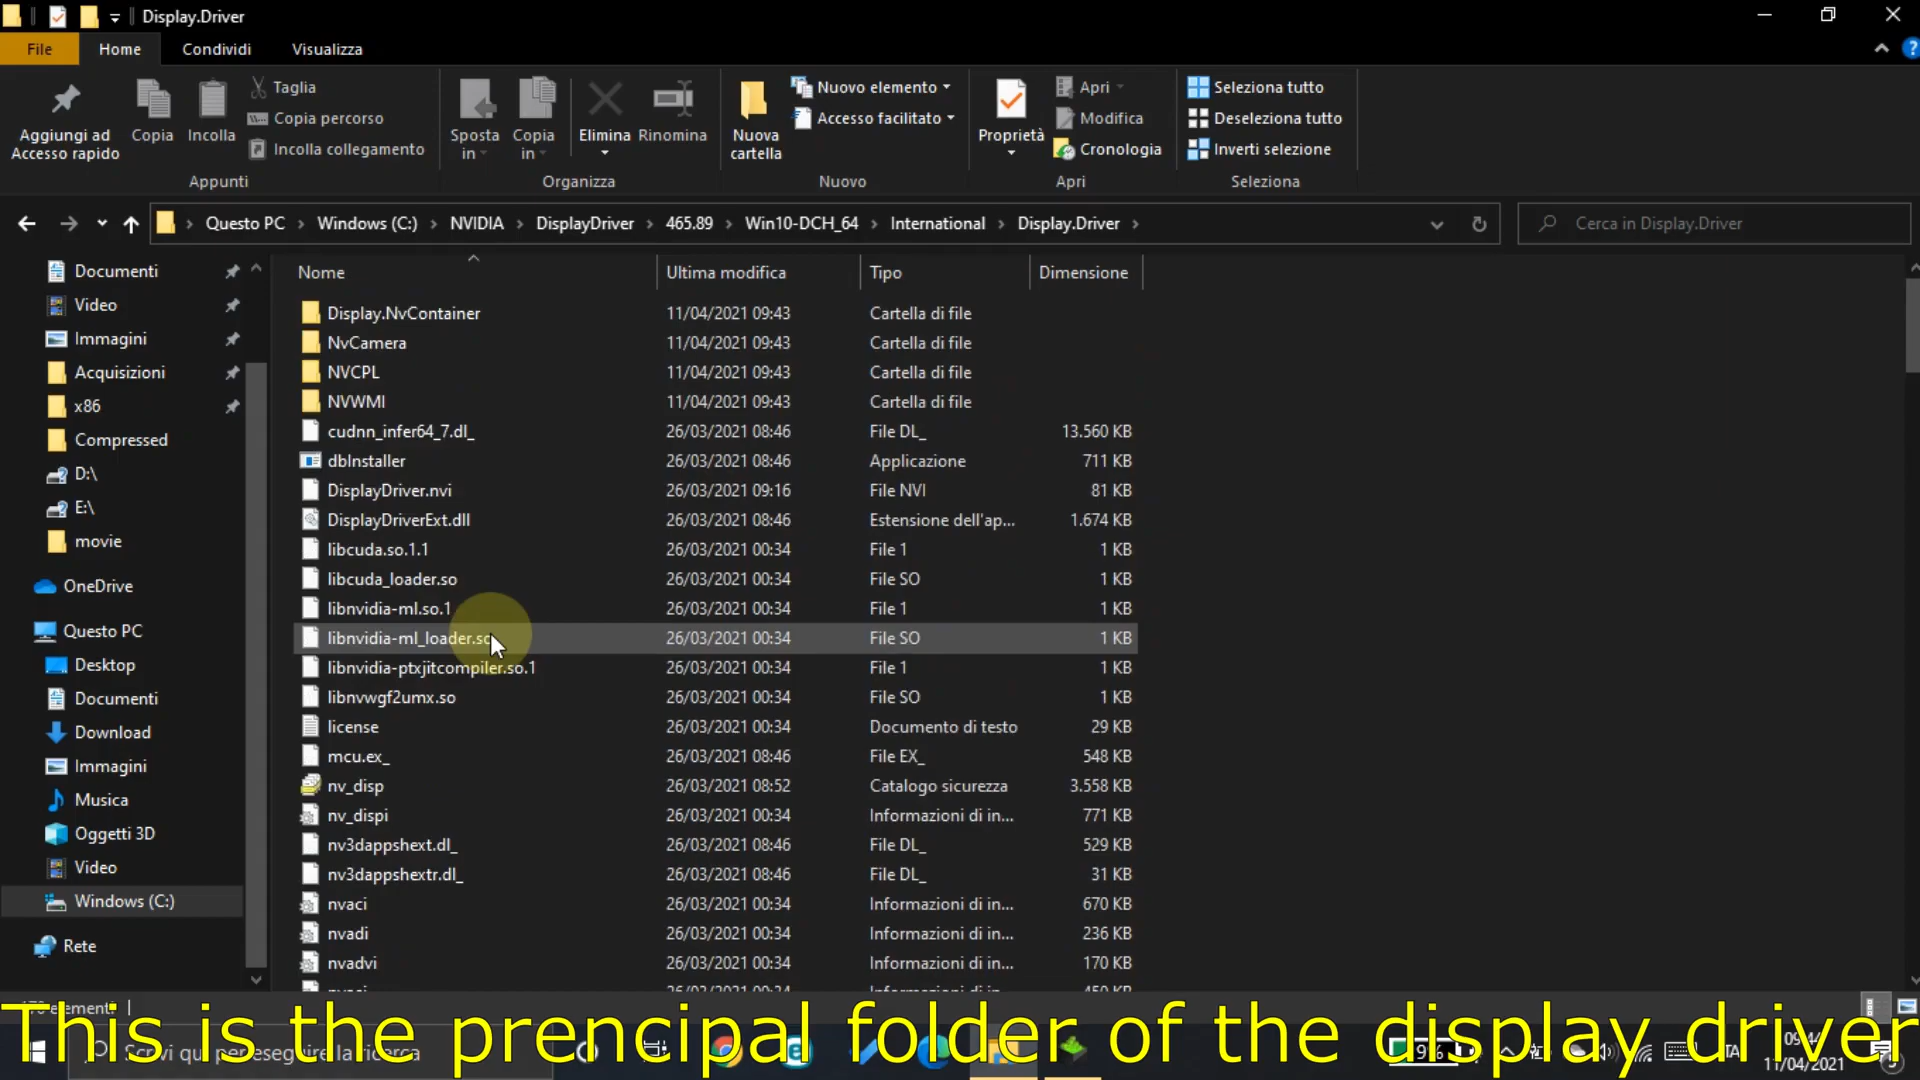 Display.Driver
File Home Condividi Visualizza
Aggiungi ad
Accesso rapido
Copia
Incolla
Taglia
Copia percorso
Incolla collegamento
Appunti
Sposta
in
Copia
in
Elimina
Rinomina
Organizza
Nuova
cartella
Nuovo elemento
Accesso facilitato
Nuovo
Proprietà
Apri
Modifica
Cronologia
Apri
Seleziona tutto
Deseleziona tutto
Inverti selezione
Seleziona
Questo PC Windows (C:) NVIDIA DisplayDriver 465.89 Win10-DCH_64 International Display.Driver
Cerca in Display.Driver
Documenti
Video
Immagini
Acquisizioni
x86
Compressed
D:\
E:\
movie
OneDrive
Questo PC
Desktop
Documenti
Download
Immagini
Musica
Oggetti 3D
Video
Windows (C:)
Rete
Nome Ultima modifica Tipo Dimensione
Display.NvContainer 11/04/2021 09:43 Cartella di file
NvCamera 11/04/2021 09:43 Cartella di file
NVCPL 11/04/2021 09:43 Cartella di file
NVWMI 11/04/2021 09:43 Cartella di file
cudnn_infer64_7.dl_ 26/03/2021 08:46 File DL_ 13.560 KB
dbInstaller 26/03/2021 08:46 Applicazione 711 KB
DisplayDriver.nvi 26/03/2021 09:16 File NVI 81 KB
DisplayDriverExt.dll 26/03/2021 08:46 Estensione dell'ap... 1.674 KB
libcuda.so.1.1 26/03/2021 00:34 File 1 1 KB
libcuda_loader.so 26/03/2021 00:34 File SO 1 KB
libnvidia-ml.so.1 26/03/2021 00:34 File 1 1 KB
libnvidia-ml_loader.so 26/03/2021 00:34 File SO 1 KB
libnvidia-ptxjitcompiler.so.1 26/03/2021 00:34 File 1 1 KB
libnvwgf2umx.so 26/03/2021 00:34 File SO 1 KB
license 26/03/2021 00:34 Documento di testo 29 KB
mcu.ex_ 26/03/2021 08:46 File EX_ 548 KB
nv_disp 26/03/2021 08:52 Catalogo sicurezza 3.558 KB
nv_dispi 26/03/2021 00:34 Informazioni di in... 771 KB
nv3dappshext.dl_ 26/03/2021 08:46 File DL_ 529 KB
nv3dappshextr.dl_ 26/03/2021 08:46 File DL_ 31 KB
nvaci 26/03/2021 00:34 Informazioni di in... 670 KB
nvadi 26/03/2021 00:34 Informazioni di in... 236 KB
nvadvi 26/03/2021 00:34 Informazioni di in... 170 KB
elementi
This is the prencipal folder of the display driver
Scrivi qui per eseguire la ricerca
11/04/2021